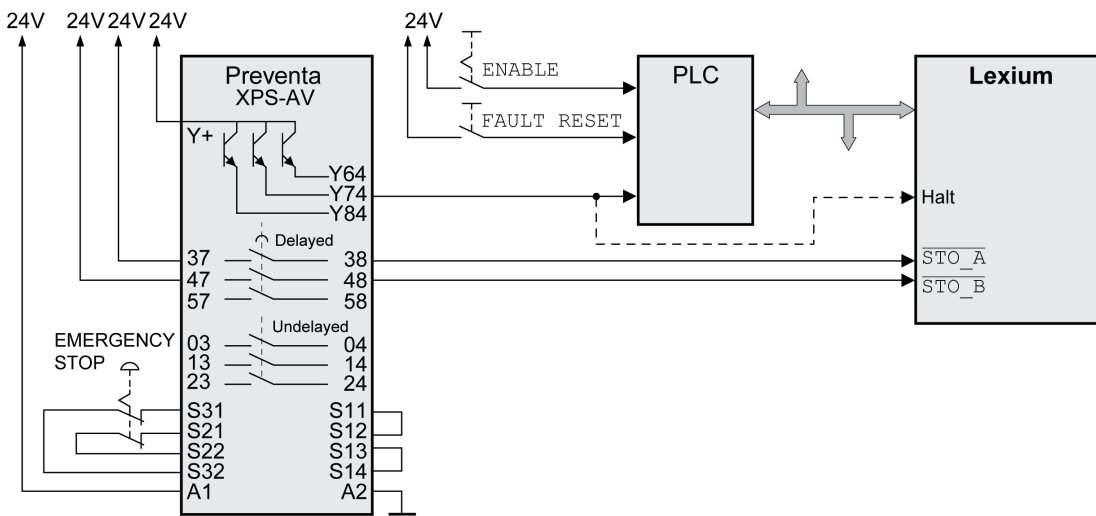 24V 24V 24V 24V 24V
Preventa
XPS-AV
Y+
Y64
Y74
Y84
Delayed
37 38
47 48
57 58
Undelayed
03 04
13 14
23 24
EMERGENCY
STOP
S31 S11
S21 S12
S22 S13
S32 S14
A1 A2
ENABLE
FAULT RESET
PLC
Lexium
Halt
STO_A
STO_B